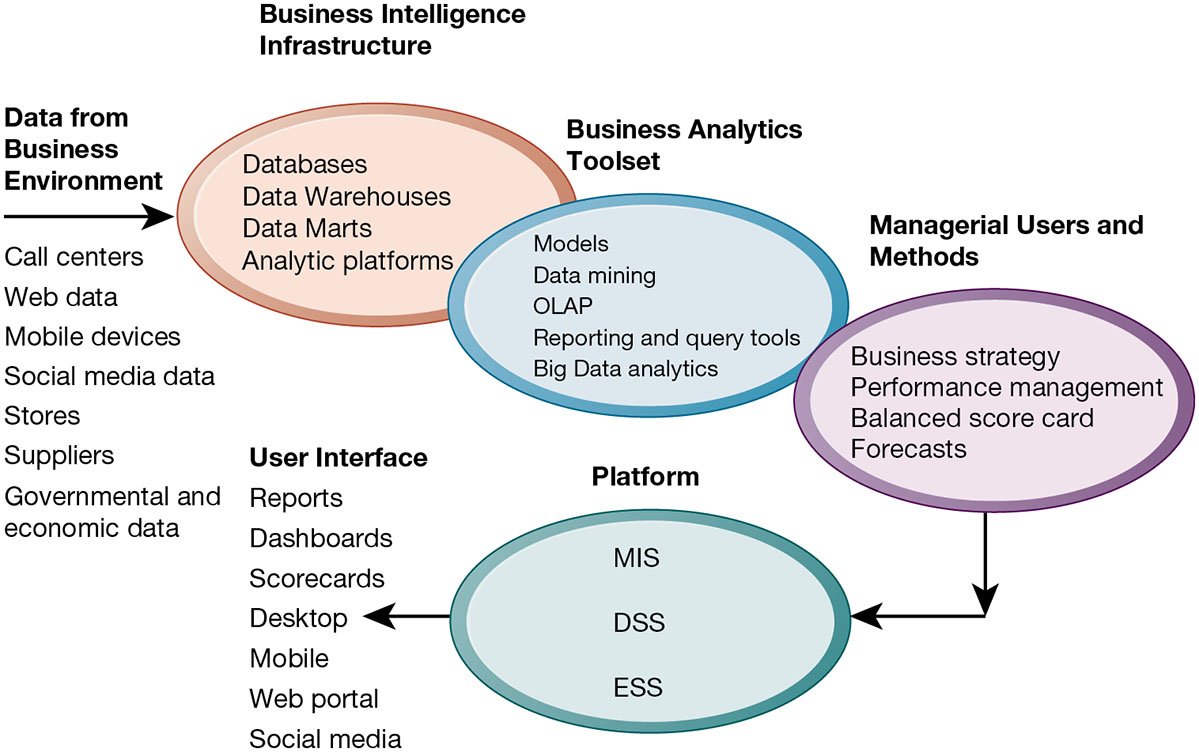 Business Intelligence
Infrastructure
Data from
Business
Environment
Call centers
Web data
Mobile devices
Social media data
Stores
Suppliers
Governmental and
economic data
Databases
Data Warehouses
Data Marts
Analytic platforms
Business Analytics
Toolset
Models
Data mining
OLAP
Reporting and query tools
Big Data analytics
Managerial Users and
Methods
Business strategy
Performance management
Balanced score card
Forecasts
Platform
MIS
DSS
ESS
User Interface
Reports
Dashboards
Scorecards
Desktop
Mobile
Web portal
Social media